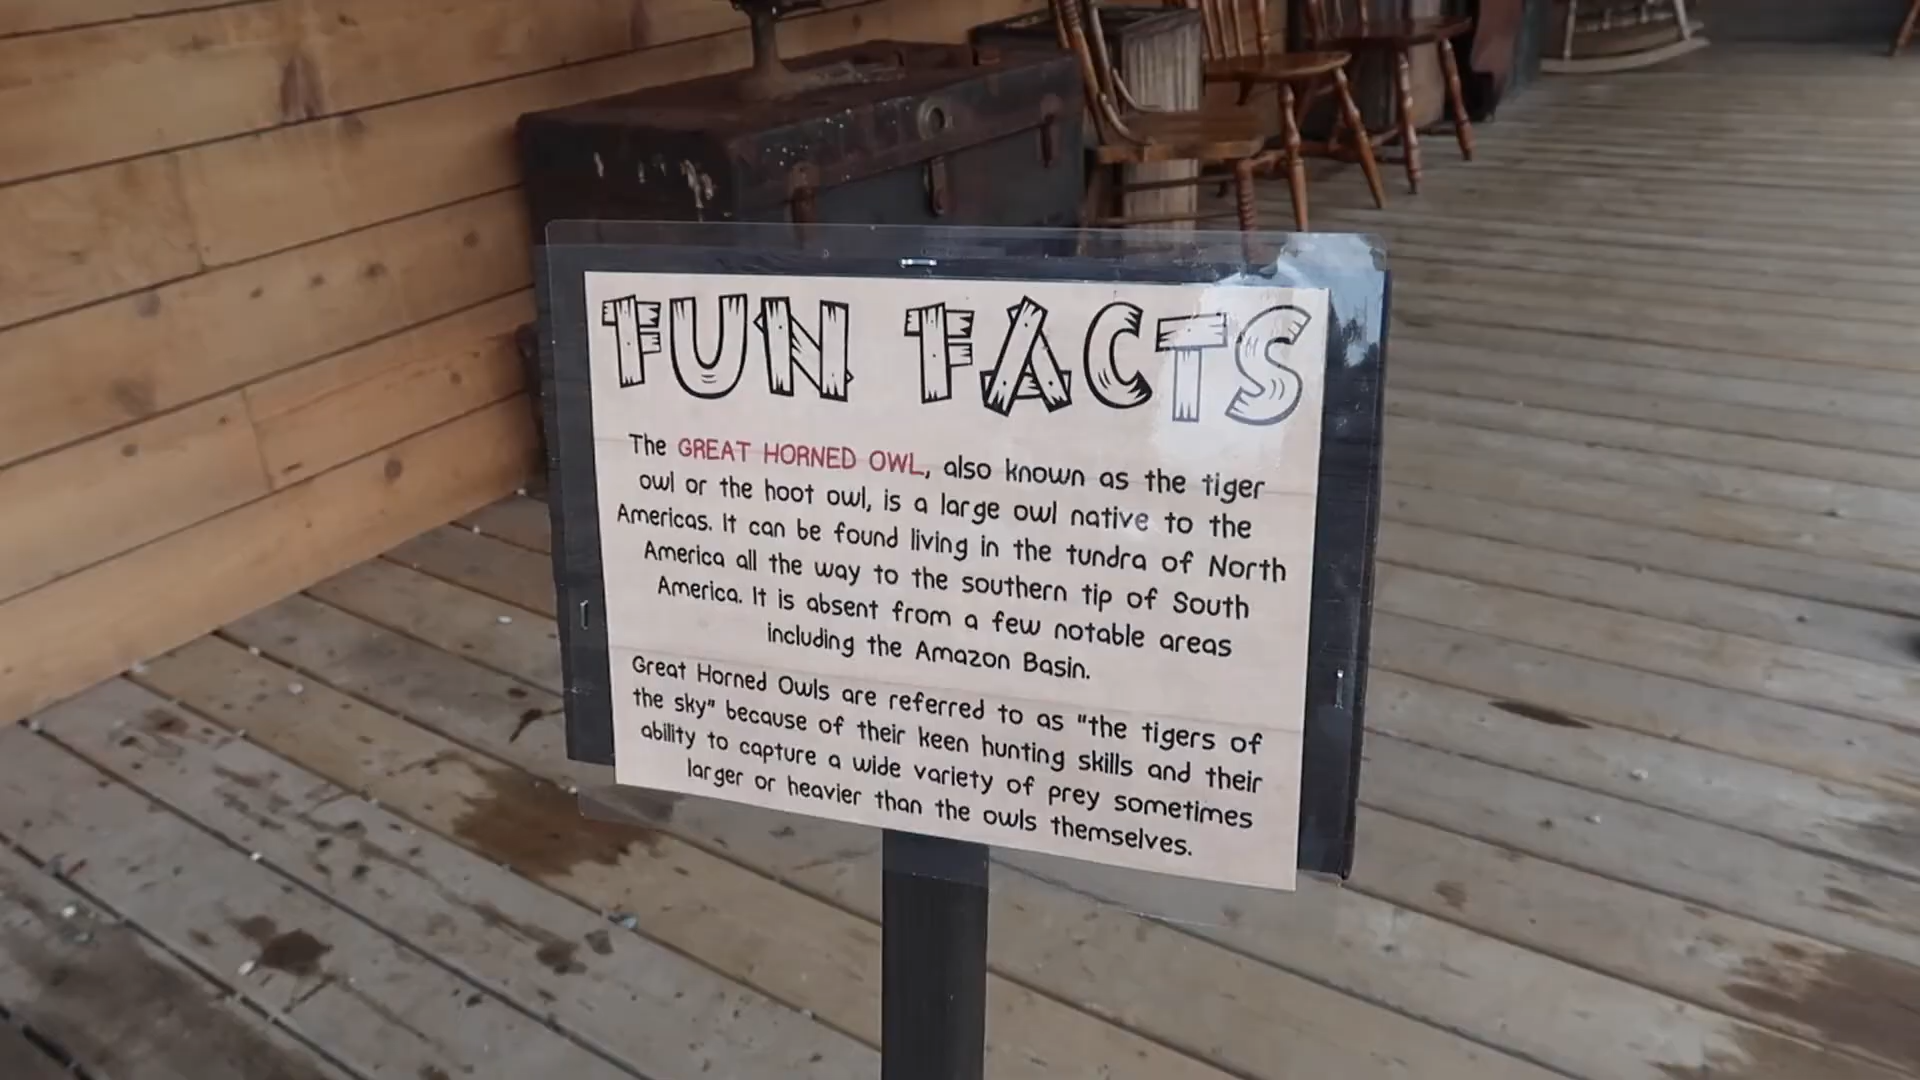 FUN FACTS
The GREAT HORNED OWL, also known as the tiger
owl or the hoot owl, is a large owl native to the
Americas. It can be found living in the tundra of North
America all the way to the southern tip of South
America. It is absent from a few notable areas
including the Amazon Basin.
Great Horned Owls are referred to as "the tigers of
the sky" because of their keen hunting skills and their
ability to capture a wide variety of prey sometimes
larger or heavier than the owls themselves.